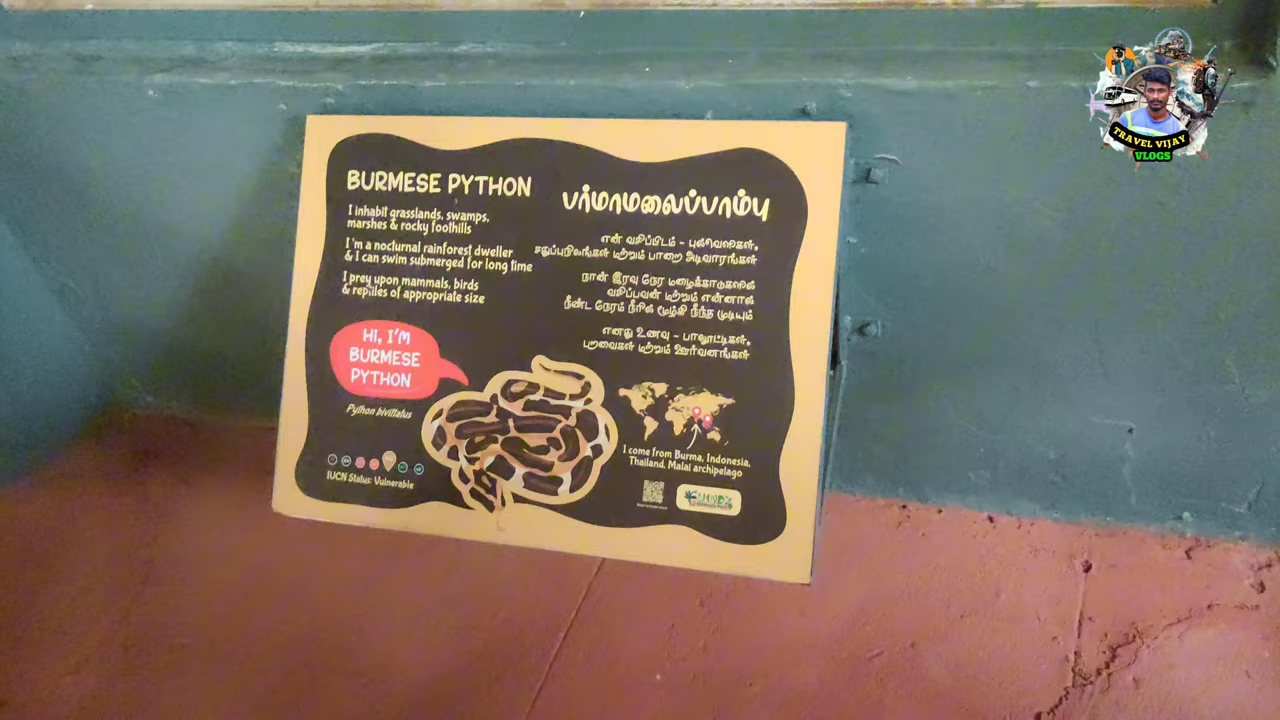 BURMESE PYTHON
I inhabit grasslands, swamps,
marshes & rocky foothills
I'm a nocturnal rainforest dweller
& I can swim submerged for long time
I prey upon mammals, birds
& reptiles of appropriate size
HI, I'M
BURMESE
PYTHON
Python bivittatus
IUCN Status: Vulnerable
பர்மாமலைப்பாம்பு
என் வசிப்பிடம் - புல்வெளிகள்,
சதுப்புநிலங்கள் மற்றும் பாறை அடிவாரங்கள்
நான் இரவு நேர மழைக்காடுகளில்
வசிப்பவன் மற்றும் என்னால்
நீண்ட நேரம் நீரில் மூழ்கி நீந்த முடியும்
எனது உணவு - பாலூட்டிகள்,
பறவைகள் மற்றும் ஊர்வனங்கள்
I come from Burma, Indonesia,
Thailand, Malai archipelago
TRAVEL VIJAY
VLOGS